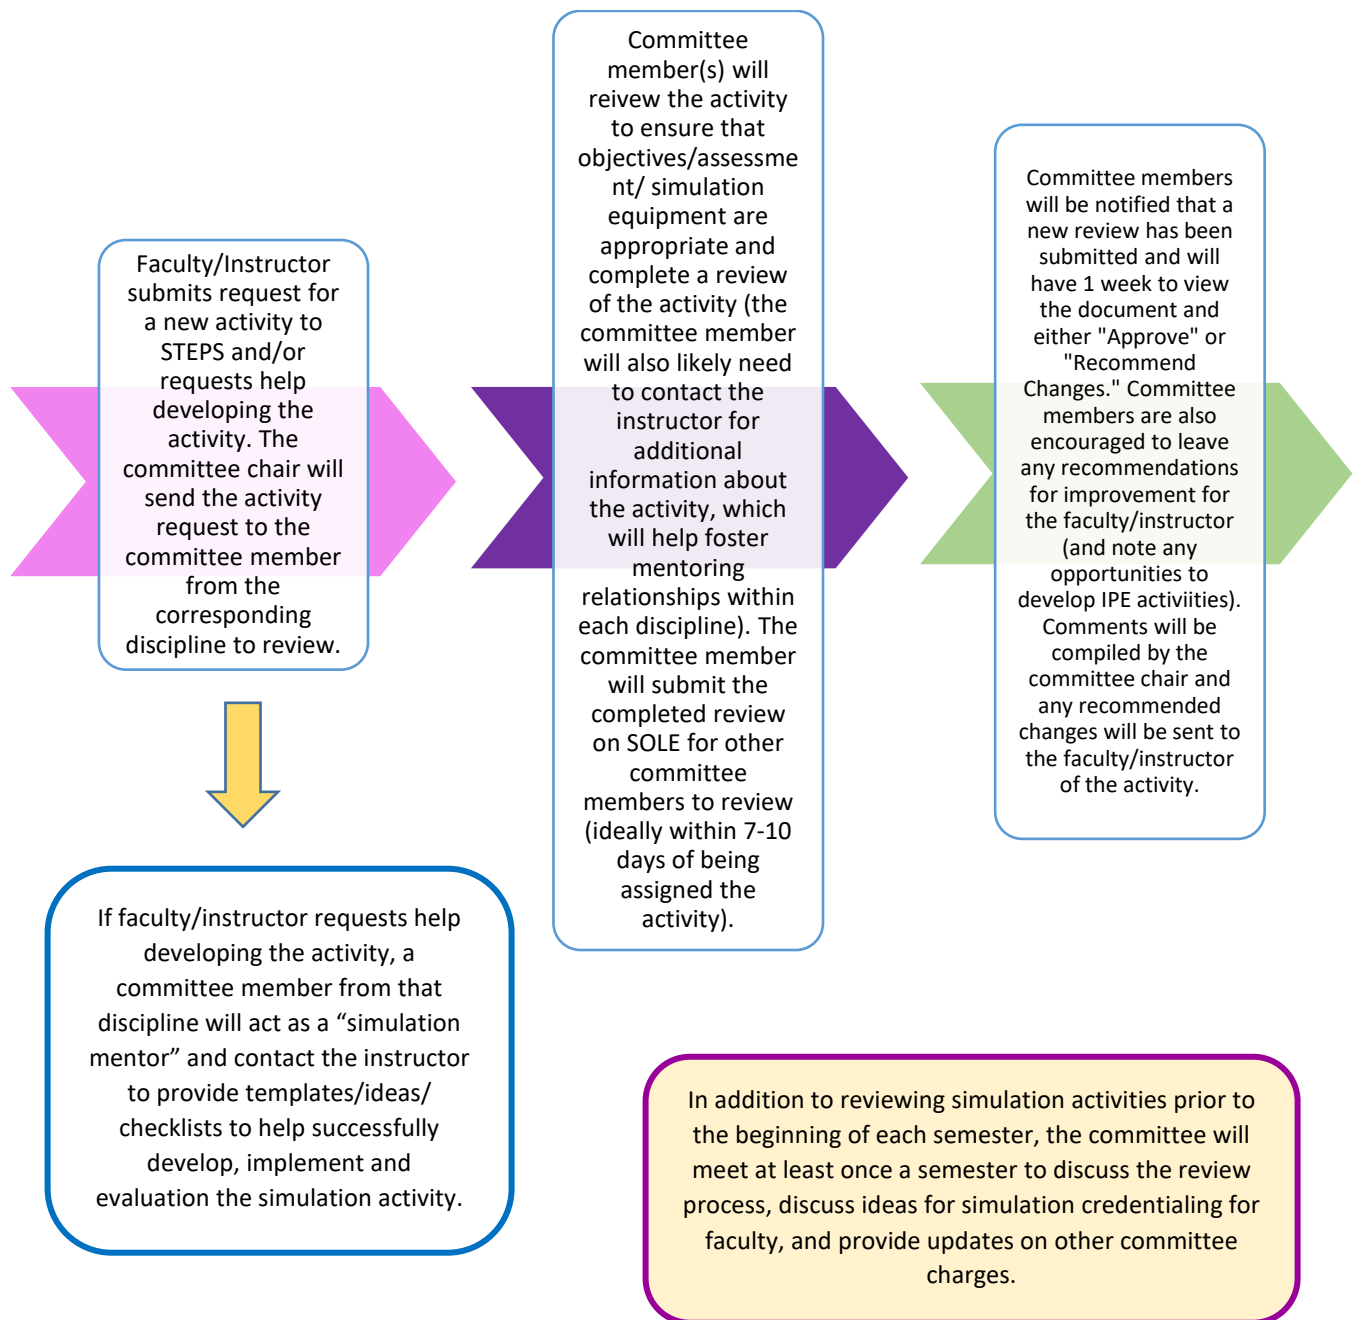 Faculty/Instructor
submits request for
a new activity to
STEPS and/or
requests help
developing the
activity. The
committee chair will
send the activity
request to the
committee member
from the
corresponding
discipline to review.
Committee
member(s) will
reivew the activity
to ensure that
objectives/assessme
nt/ simulation
equipment are
appropriate and
complete a review
of the activity (the
committee member
will also likely need
to contact the
instructor for
additional
information about
the activity, which
will help foster
mentoring
relationships within
each discipline). The
committee member
will submit the
completed review
on SOLE for other
committee
members to review
(ideally within 7-10
days of being
assigned the
activity).
Committee members
will be notified that a
new review has been
submitted and will
have 1 week to view
the document and
either "Approve" or
"Recommend
Changes." Committee
members are also
encouraged to leave
any recommendations
for improvement for
the faculty/instructor
(and note any
opportunities to
develop IPE activiities).
Comments will be
compiled by the
committee chair and
any recommended
changes will be sent to
the faculty/instructor
of the activity.
If faculty/instructor requests help
developing the activity, a
committee member from that
discipline will act as a “simulation
mentor” and contact the instructor
to provide templates/ideas/
checklists to help successfully
develop, implement and
evaluation the simulation activity.
In addition to reviewing simulation activities prior to
the beginning of each semester, the committee will
meet at least once a semester to discuss the review
process, discuss ideas for simulation credentialing for
faculty, and provide updates on other committee
charges.